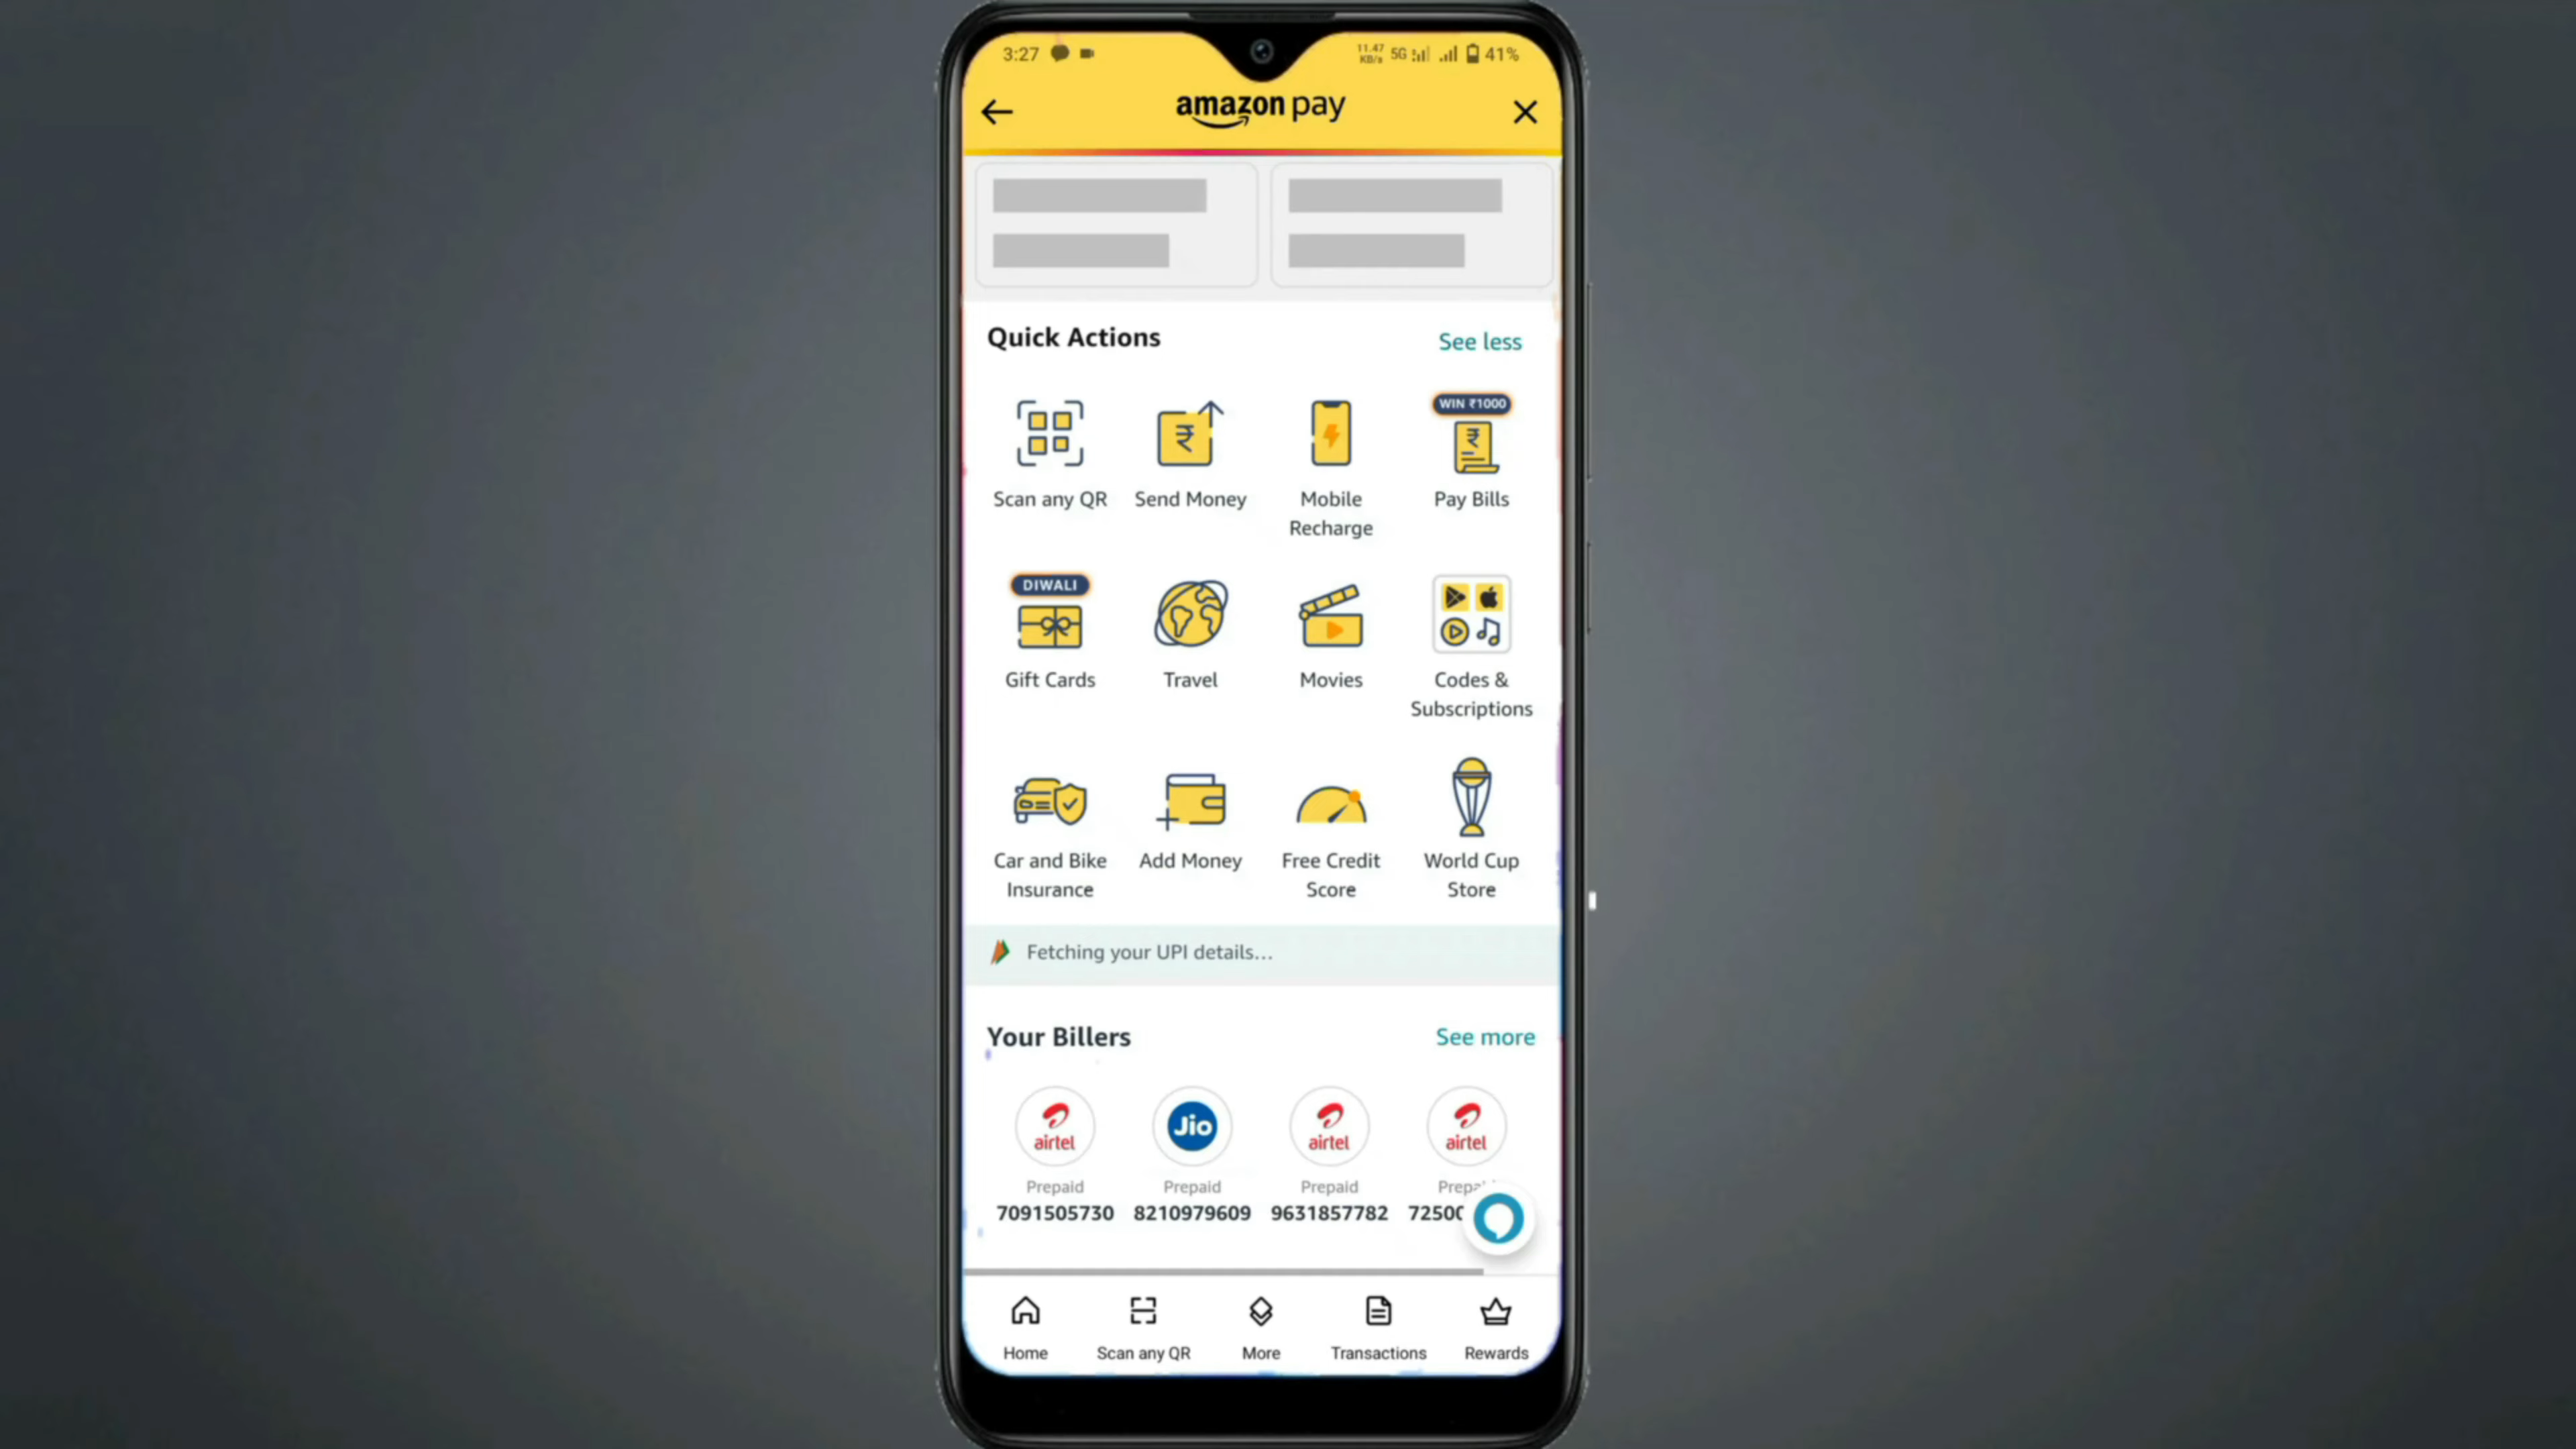 3:27 11.47 KB/s 5G 41%
amazon pay
Quick Actions See less
WIN ₹1000
Scan any QR Send Money Mobile Recharge Pay Bills
DIWALI
Gift Cards Travel Movies Codes & Subscriptions
Car and Bike Insurance Add Money Free Credit Score World Cup Store
Fetching your UPI details...
Your Billers See more
airtel Jio airtel airtel
Prepaid Prepaid Prepaid
7091505730 8210979609 9631857782
Home Scan any QR More Transactions Rewards